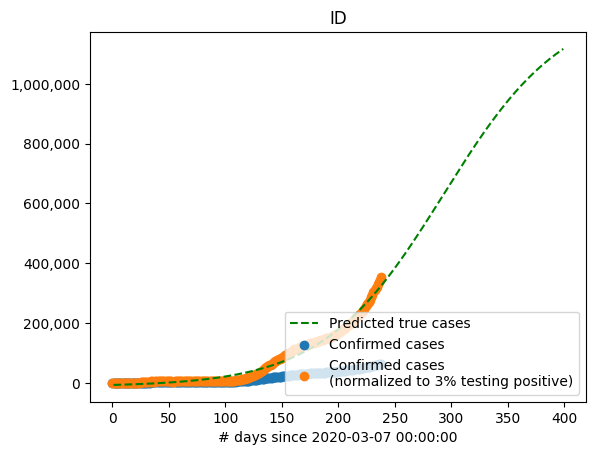 ID
1,000,000
800,000
600,000
400,000
200,000
0
Predicted true cases
Confirmed cases
Confirmed cases
(normalized to 3% testing positive)
0 50 100 150 200 250 300 350 400
# days since 2020-03-07 00:00:00